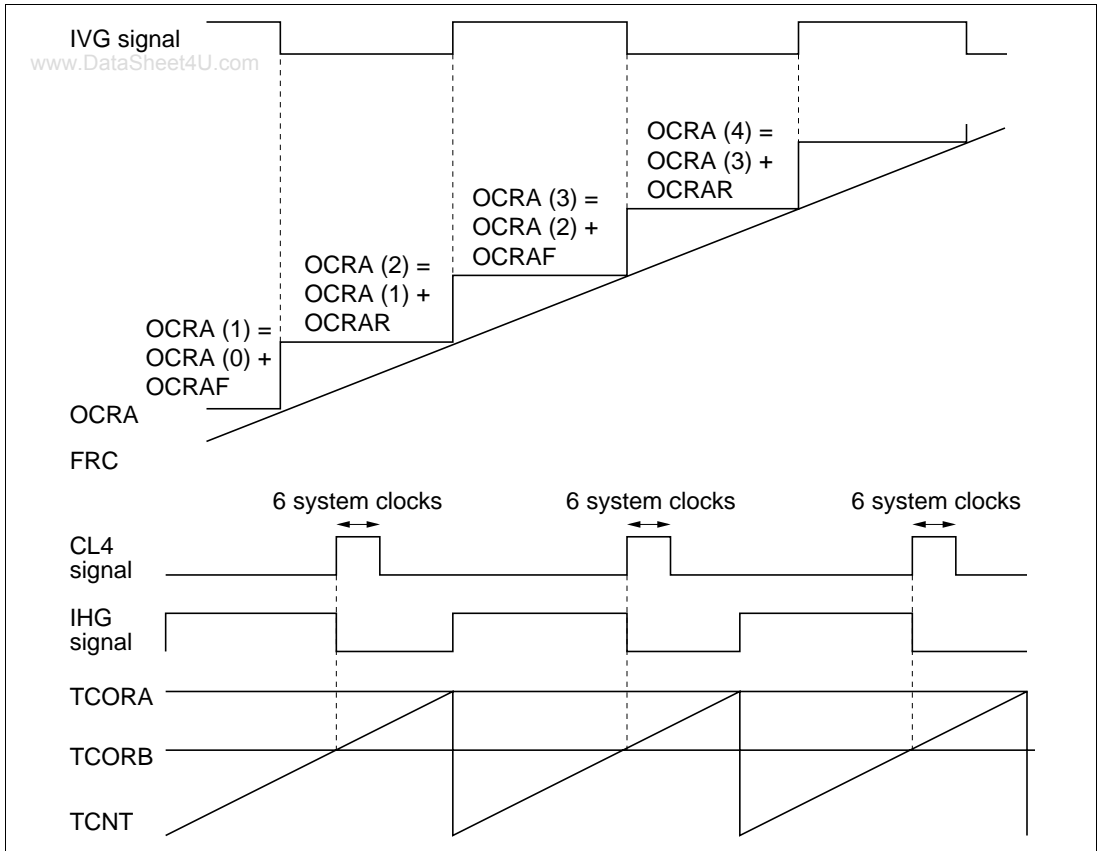 IVG signal
www.DataSheet4U.com
OCRA (4) =
OCRA (3) +
OCRAR
OCRA (3) =
OCRA (2) +
OCRAF
OCRA (2) =
OCRA (1) +
OCRAR
OCRA (1) =
OCRA (0) +
OCRAF
OCRA
FRC
6 system clocks 6 system clocks 6 system clocks
CL4
signal
IHG
signal
TCORA
TCORB
TCNT